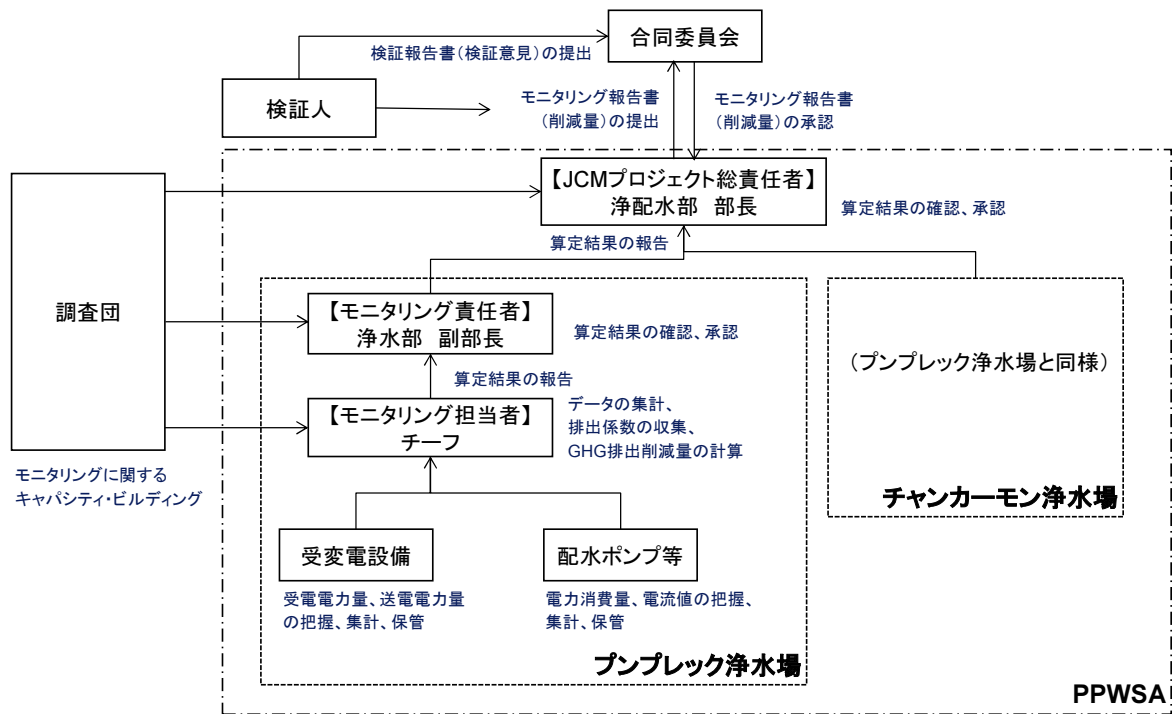 合同委員会
検証報告書(検証意見)の提出
検証人
モニタリング報告書
(削減量)の提出
モニタリング報告書
(削減量)の承認
【JCMプロジェクト総責任者】
浄配水部 部長
算定結果の確認、承認
算定結果の報告
調査団
モニタリングに関する
キャパシティ・ビルディング
【モニタリング責任者】
浄水部 副部長
算定結果の確認、承認
算定結果の報告
【モニタリング担当者】
チーフ
データの集計、
排出係数の収集、
GHG排出削減量の計算
受変電設備
受電電力量、送電電力量
の把握、集計、保管
配水ポンプ等
電力消費量、電流値の把握、
集計、保管
プンプレック浄水場
(プンプレック浄水場と同様)
チャンカーモン浄水場
PPWSA